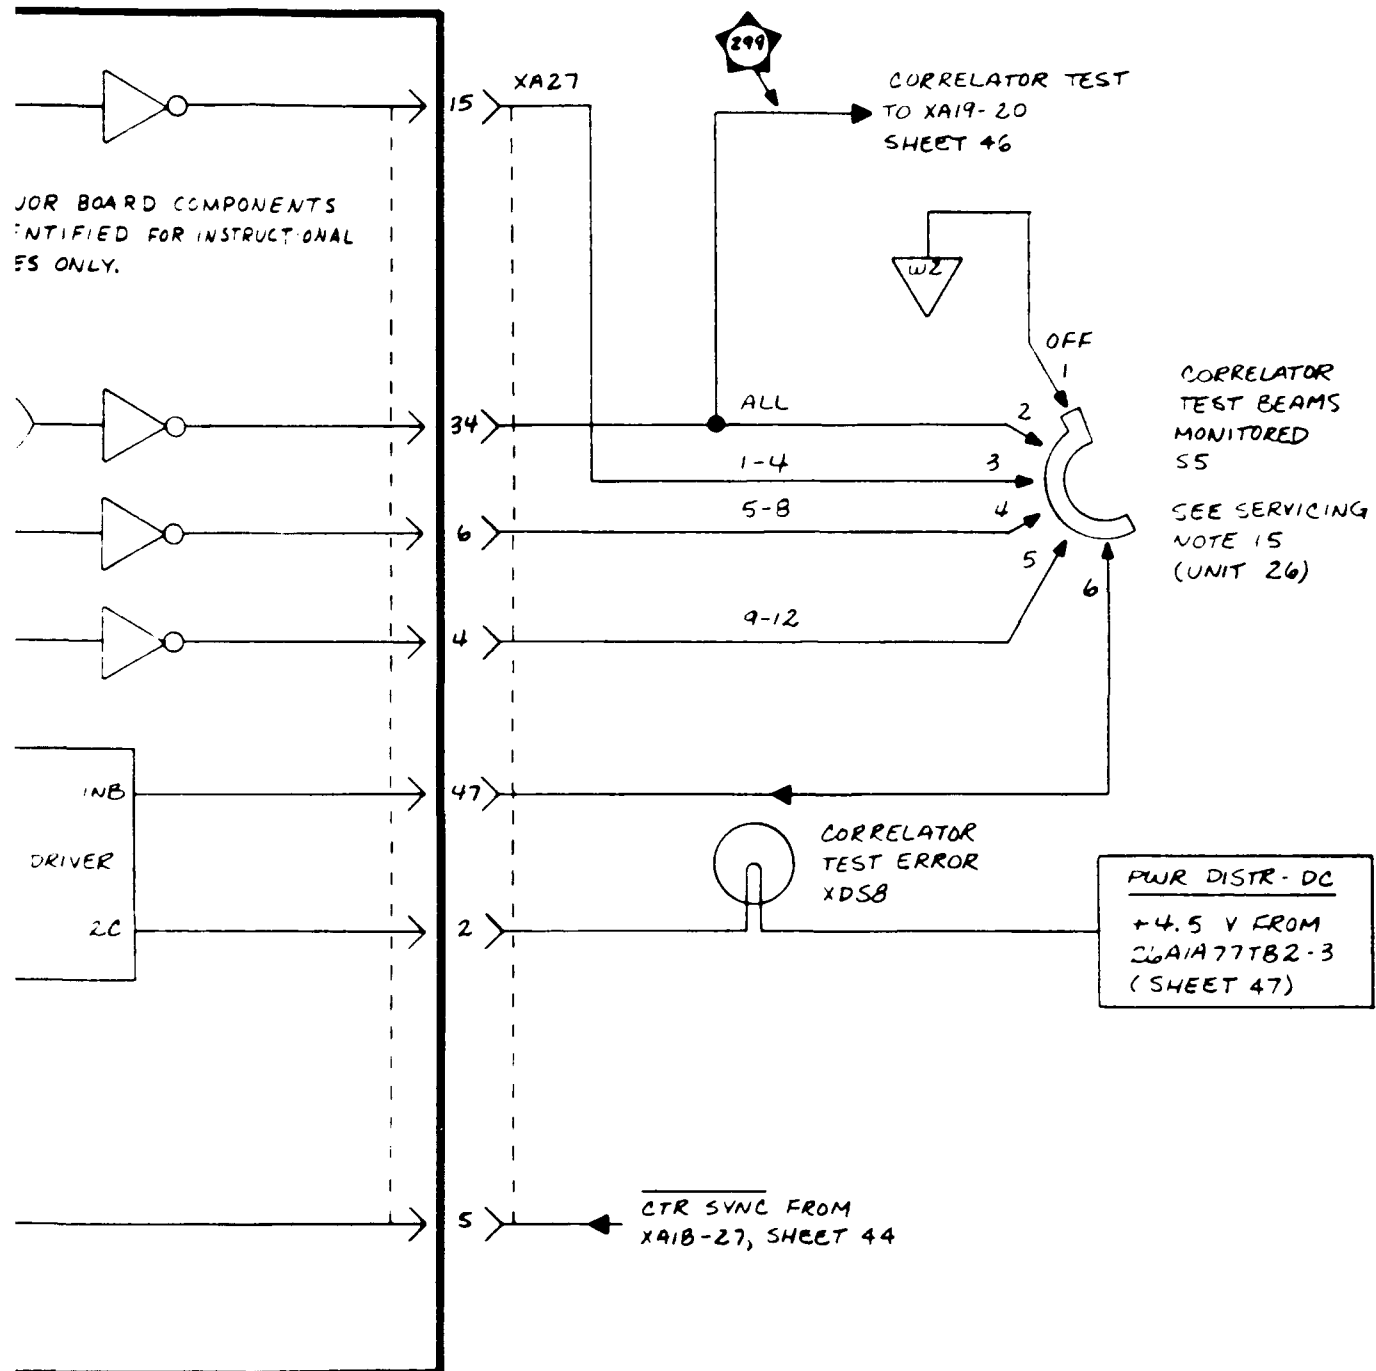 299
CORRELATOR TEST
TO XA19-20
SHEET 46
XA27
15
JOR BOARD COMPONENTS
ENTIFIED FOR INSTRUCTIONAL
ES ONLY.
W2
OFF
1
CORRELATOR
TEST BEAMS
MONITORED
S5
SEE SERVICING
NOTE 15
(UNIT 26)
34
ALL
2
1-4
3
6
5-8
4
5
6
4
9-12
INB
47
DRIVER
CORRELATOR
TEST ERROR
XDS8
2C
2
PWR DISTR-DC
+4.5 V FROM
26A1A77TB2-3
(SHEET 47)
5
CTR SYNC FROM
XA18-27, SHEET 44